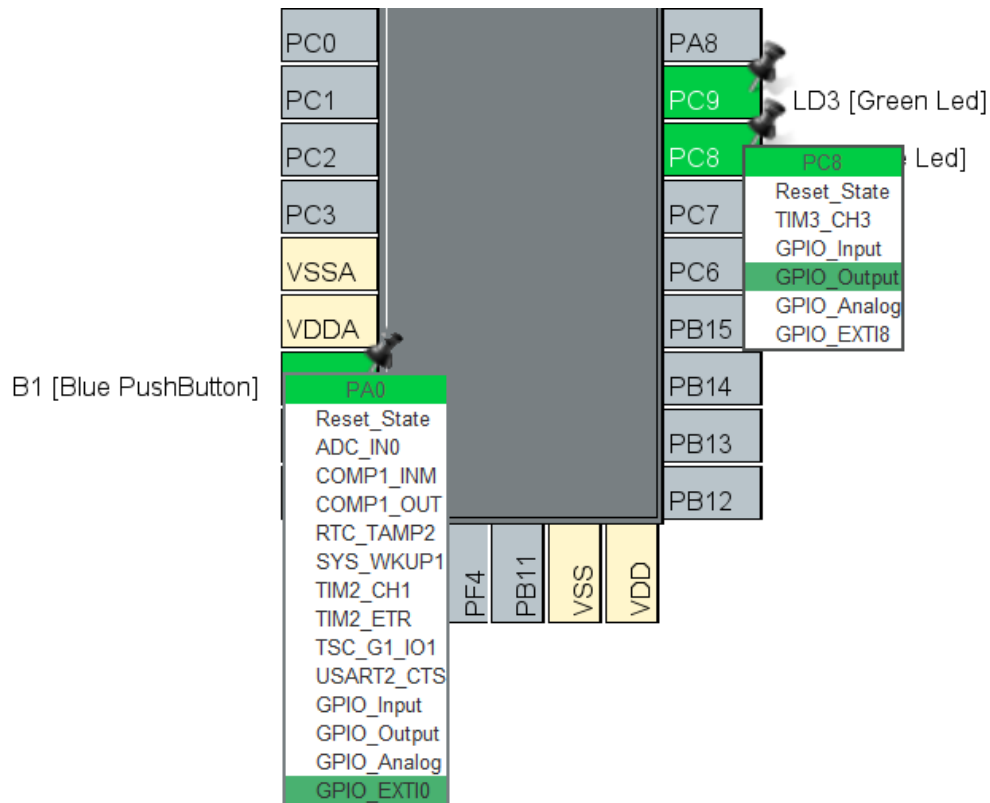 PC0
PC1
PC2
PC3
VSSA
VDDA
B1 [Blue PushButton]
PA0
Reset_State
ADC_IN0
COMP1_INM
COMP1_OUT
RTC_TAMP2
SYS_WKUP1
TIM2_CH1
TIM2_ETR
TSC_G1_IO1
USART2_CTS
GPIO_Input
GPIO_Output
GPIO_Analog
GPIO_EXTI0
PF4
PB11
VSS
VDD
PA8
PC9 LD3 [Green Led]
PC8 Led]
PC8
Reset_State
TIM3_CH3
GPIO_Input
GPIO_Output
GPIO_Analog
GPIO_EXTI8
PC7
PC6
PB15
PB14
PB13
PB12